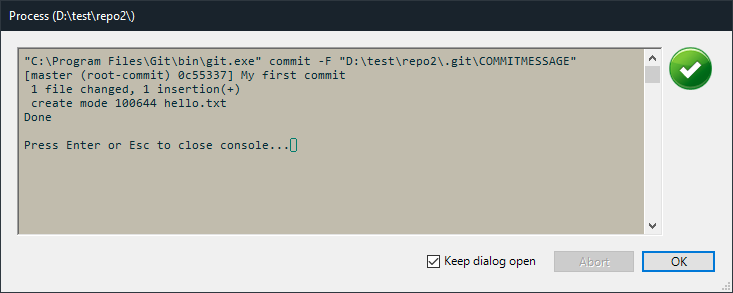 Process (D:\test\repo2\)
"C:\Program Files\Git\bin\git.exe" commit -F "D:\test\repo2\.git\COMMITMESSAGE"
[master (root-commit) 0c55337] My first commit
 1 file changed, 1 insertion(+)
 create mode 100644 hello.txt
Done
Press Enter or Esc to close console...
Keep dialog open
Abort
OK